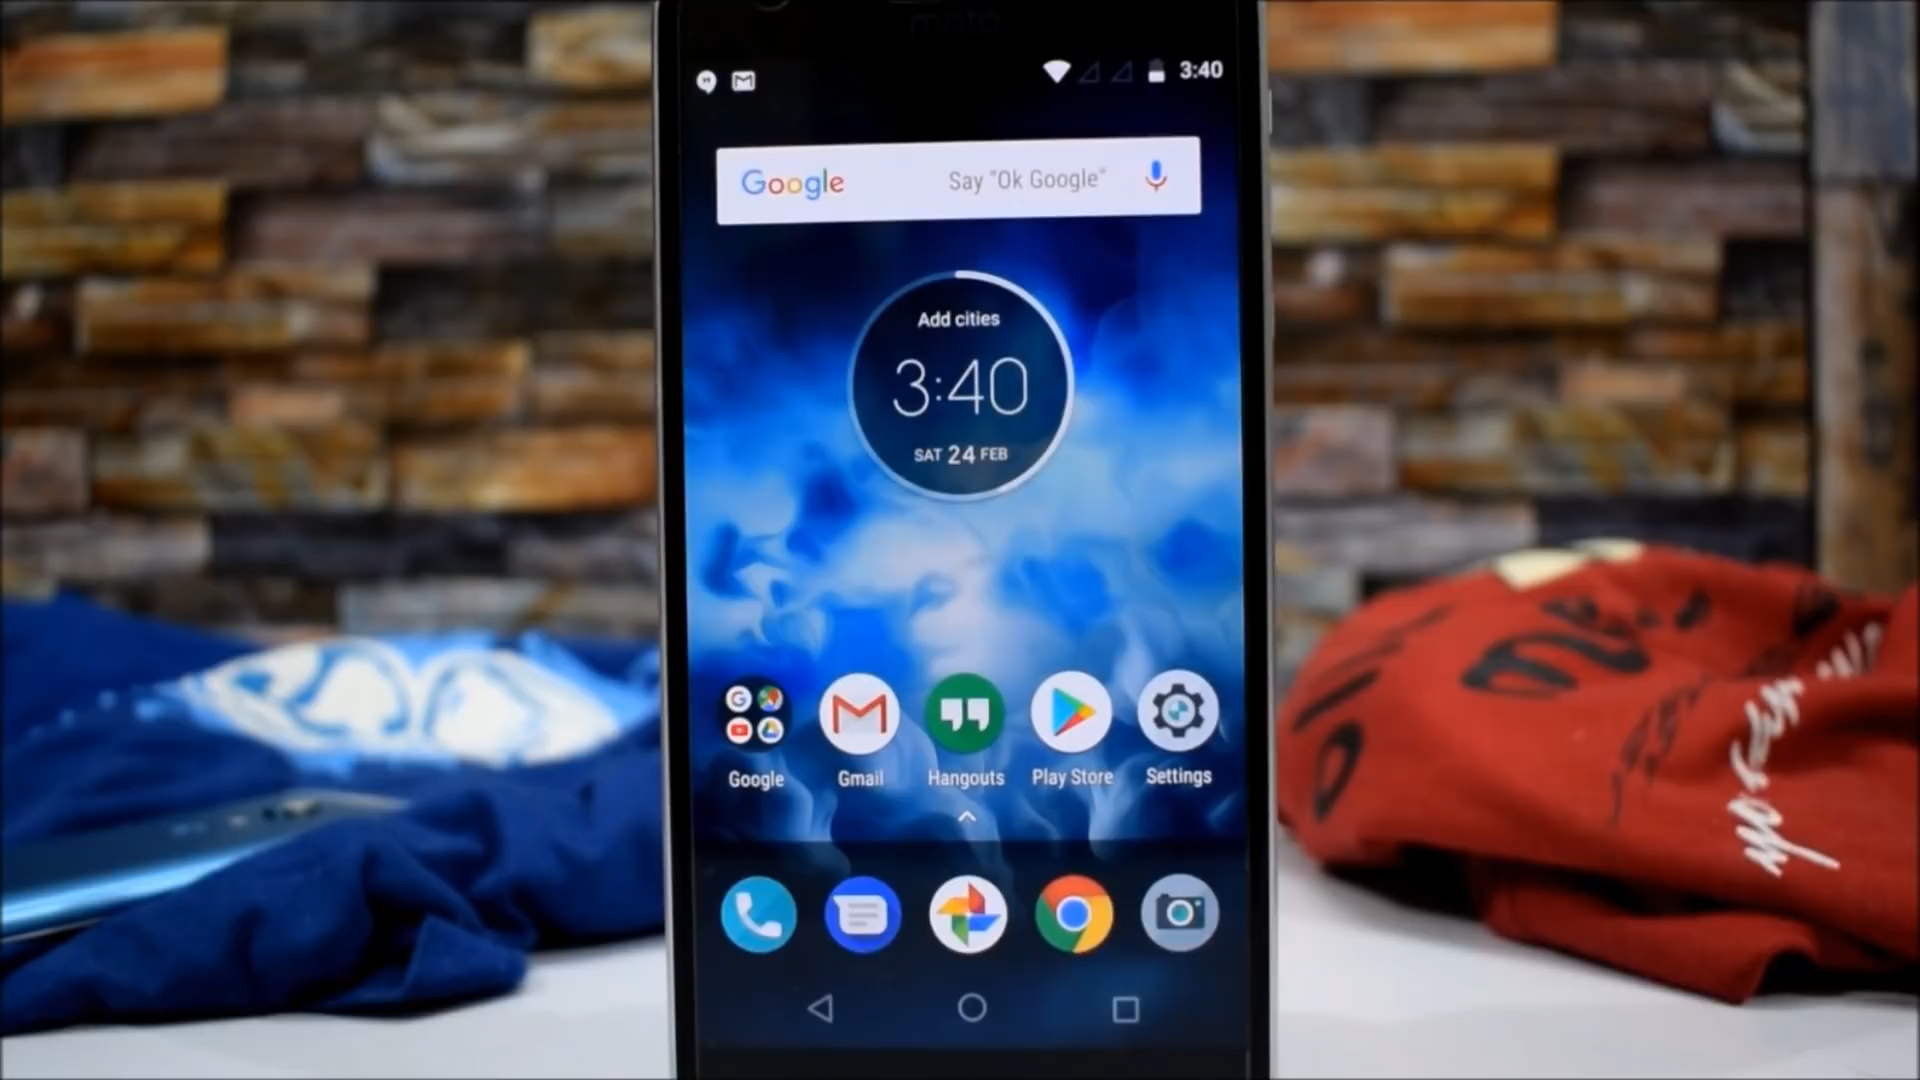 moto
3:40
Google Say "Ok Google"
Add cities
3:40
SAT 24 FEB
Google Gmail Hangouts Play Store Settings